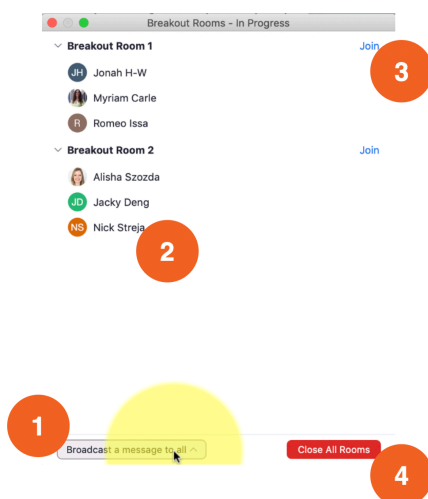 Breakout Rooms - In Progress
Breakout Room 1 Join
3
JH Jonah H-W
Myriam Carle
R Romeo Issa
Breakout Room 2 Join
Alisha Szozda
JD Jacky Deng
NS Nick Streja
2
1
Broadcast a message to all
Close All Rooms
4